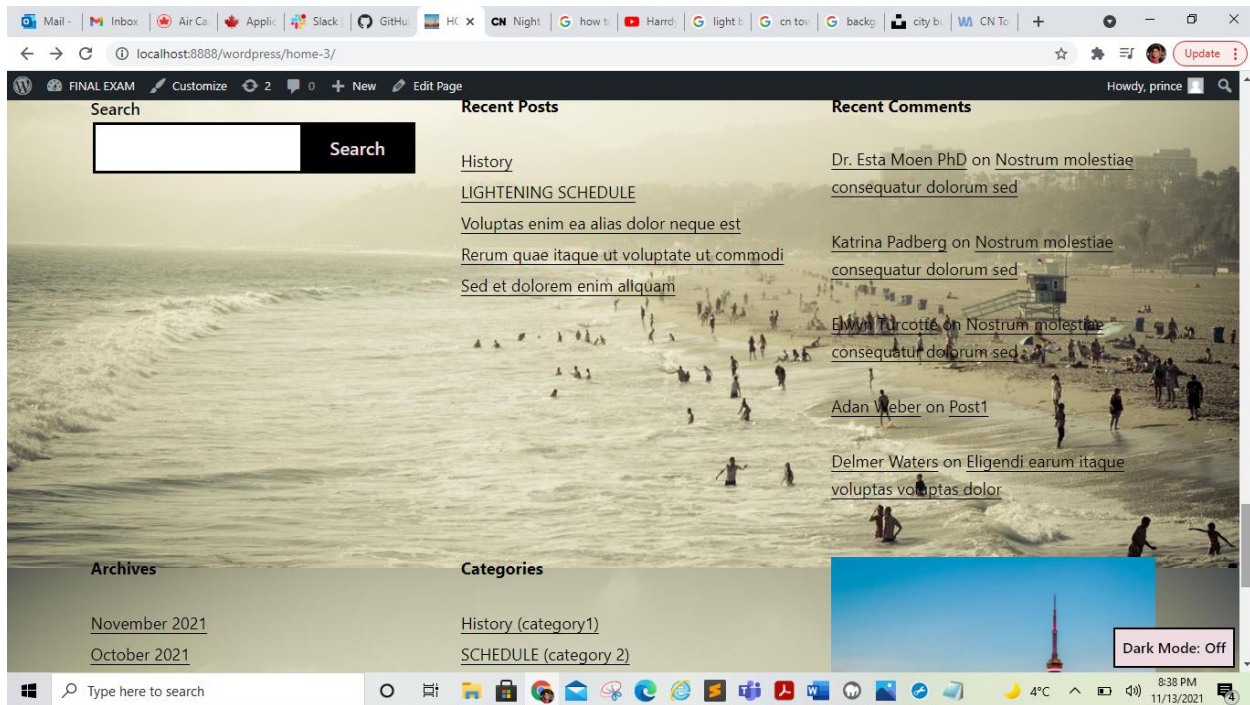 Mail -
Inbox
Air Ca
Applic
Slack
GitHu
HC
CN
Night
G
how t
Harrd
G
light b
G
cn tow
G
backg
city b
CN To
localhost:8888/wordpress/home-3/
Update
FINAL EXAM
Customize
2
0
New
Edit Page
Howdy, prince
Search
Search
Recent Posts
History
LIGHTENING SCHEDULE
Voluptas enim ea alias dolor neque est
Rerum quae itaque ut voluptate ut commodi
Sed et dolorem enim aliquam
Recent Comments
Dr. Esta Moen PhD on Nostrum molestiae
consequatur dolorum sed
Katrina Padberg on Nostrum molestiae
consequatur dolorum sed
Elwyn Turcotte on Nostrum molestiae
consequatur dolorum sed
Adan Weber on Post1
Delmer Waters on Eligendi earum itaque
voluptas voluptas dolor
Archives
November 2021
October 2021
Categories
History (category1)
SCHEDULE (category 2)
Dark Mode: Off
Type here to search
4°C
8:38 PM
11/13/2021
4